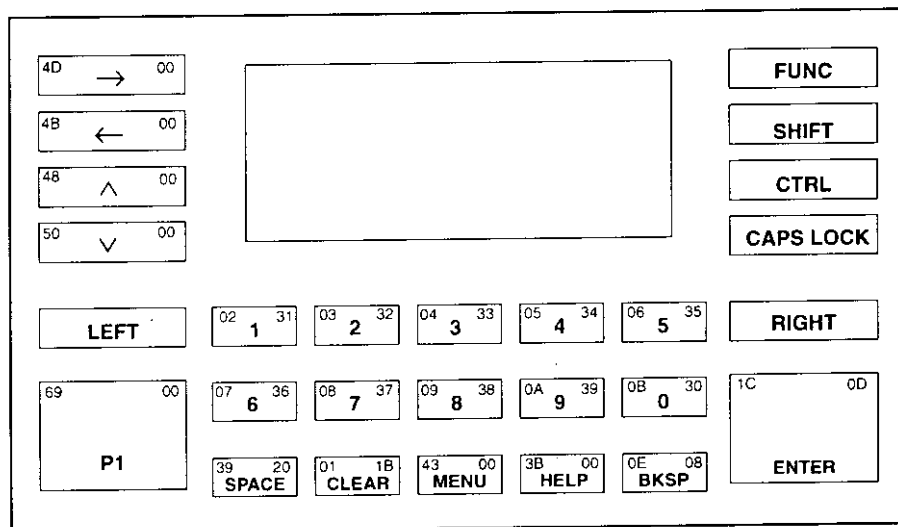 4D → 00
FUNC
4B ← 00
SHIFT
48 ∧ 00
CTRL
50 ∨ 00
CAPS LOCK
LEFT
02 1 31
03 2 32
04 3 33
05 4 34
06 5 35
RIGHT
69 00
P1
07 6 36
08 7 37
09 8 38
0A 9 39
0B 0 30
1C 0D
ENTER
39 20
SPACE
01 1B
CLEAR
43 00
MENU
3B 00
HELP
0E 08
BKSP